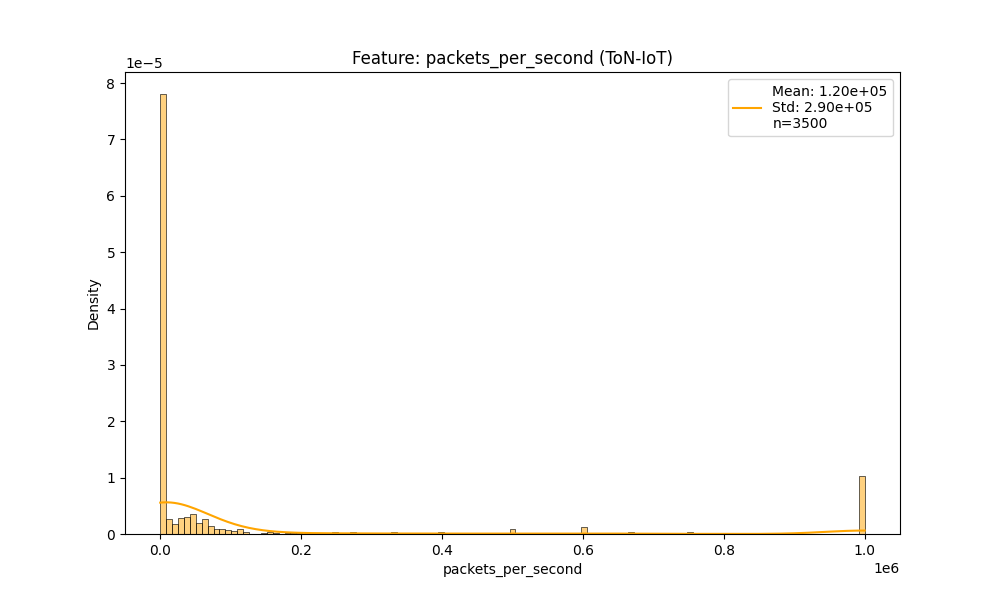 Feature: packets_per_second (ToN-IoT)
1e−5
Mean: 1.20e+05
Std: 2.90e+05
n=3500
8
7
6
5
4
3
2
1
0
Density
0.0 0.2 0.4 0.6 0.8 1.0
1e6
packets_per_second